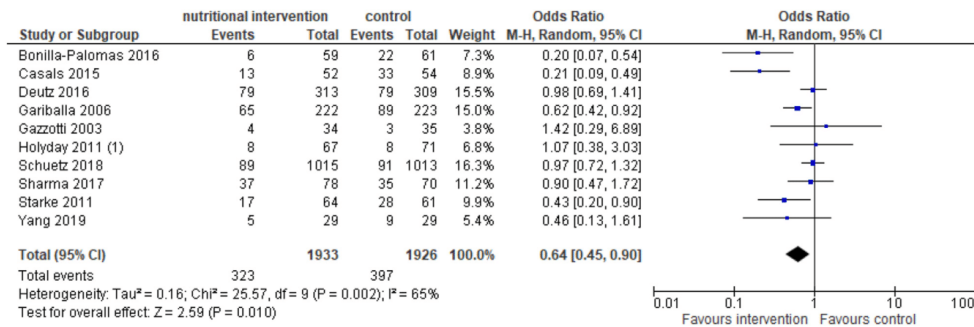 nutritional intervention control Odds Ratio Odds Ratio
Study or Subgroup Events Total Events Total Weight M-H, Random, 95% CI M-H, Random, 95% CI
Bonilla-Palomas 2016 6 59 22 61 7.3% 0.20 [0.07, 0.54]
Casals 2015 13 52 33 54 9.0% 0.21 [0.09, 0.49]
Deutz 2016 79 313 79 309 15.5% 0.98 [0.69, 1.41]
Gariballa 2006 65 222 89 223 15.0% 0.62 [0.42, 0.92]
Gazzotti 2003 4 34 3 35 3.8% 1.42 [0.29, 6.89]
Holyday 2011 (1) 8 67 8 71 6.8% 1.07 [0.38, 3.03]
Schuetz 2018 89 1015 91 1013 16.3% 0.97 [0.72, 1.32]
Sharma 2017 37 78 35 70 11.2% 0.90 [0.47, 1.72]
Starke 2011 17 64 28 61 9.9% 0.43 [0.20, 0.90]
Yang 2019 5 29 9 29 5.4% 0.46 [0.13, 1.61]
Total (95% CI) 1933 1926 100.0% 0.64 [0.45, 0.90]
Total events 323 397
Heterogeneity: Tau² = 0.16; Chi² = 25.57, df = 9 (P = 0.002); I² = 65%
Test for overall effect: Z = 2.59 (P = 0.010)
0.01 0.1 1 10 100
Favours intervention Favours control